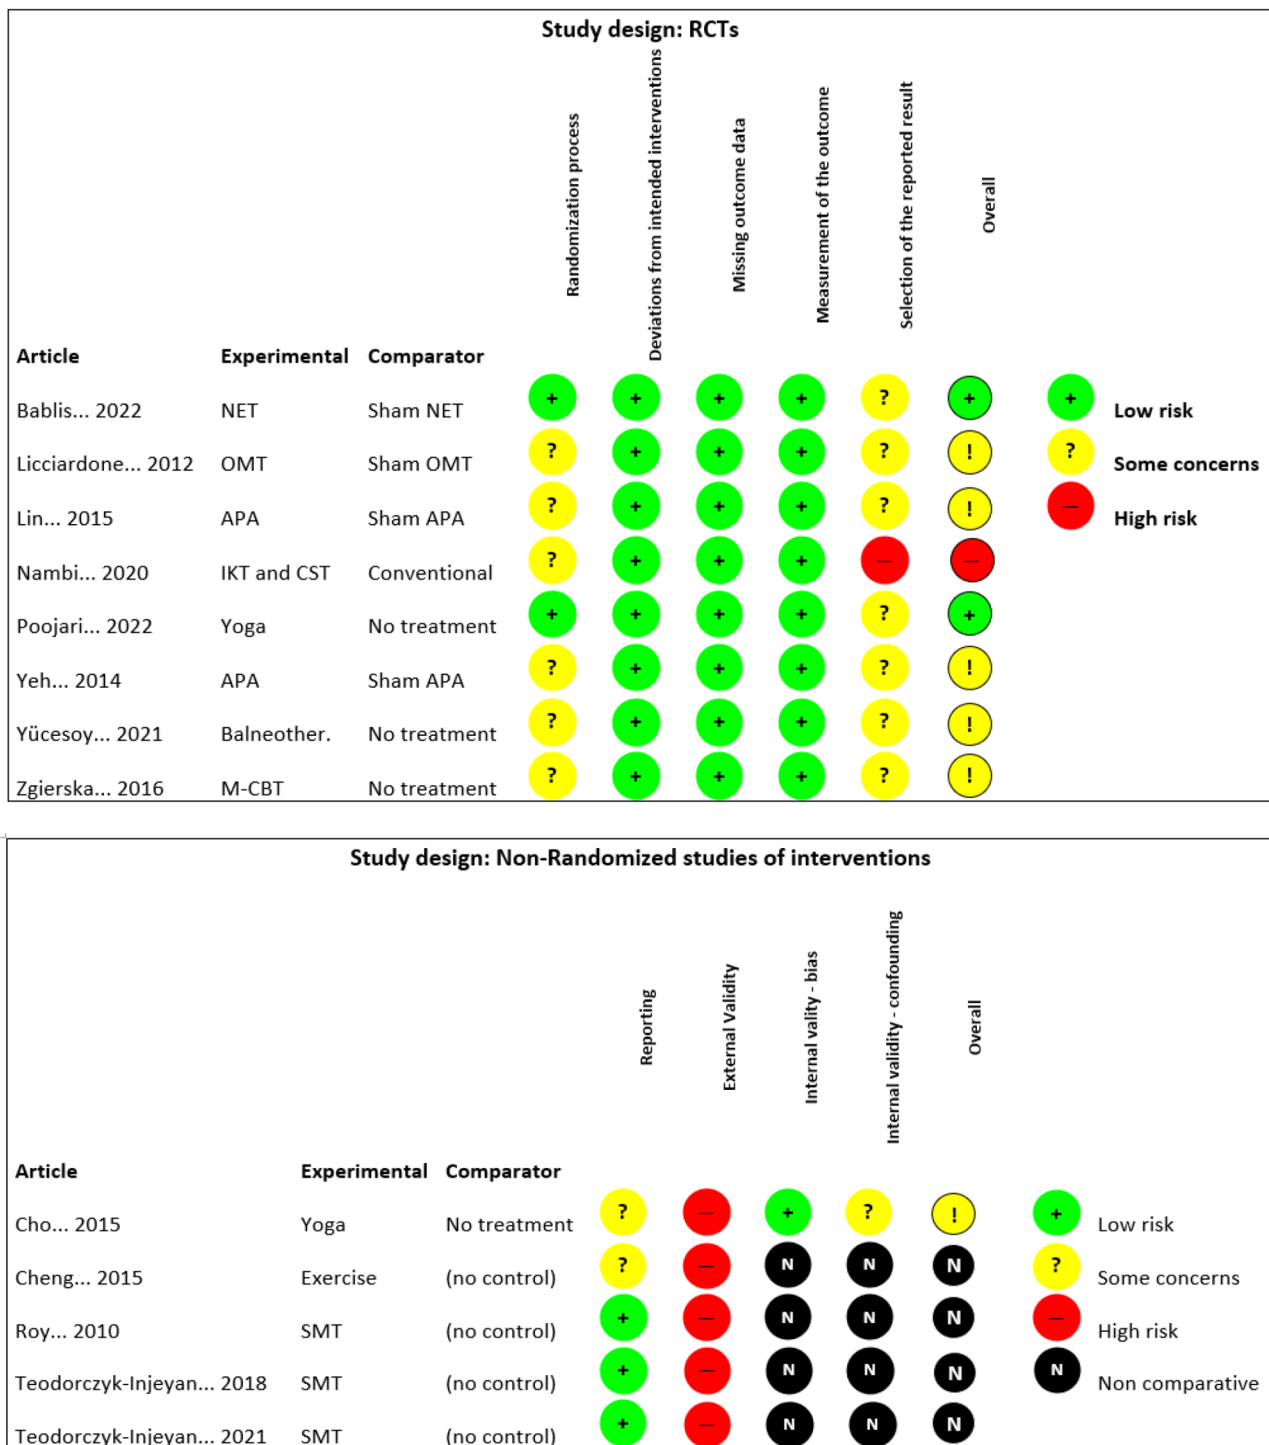 Study design: RCTs
Randomization process
Deviations from intended interventions
Missing outcome data
Measurement of the outcome
Selection of the reported result
Overall
Article Experimental Comparator
Bablis... 2022 NET Sham NET + + + + ? + + Low risk
Licciardone... 2012 OMT Sham OMT ? + + + ? ! ? Some concerns
Lin... 2015 APA Sham APA ? + + + ? ! — High risk
Nambi... 2020 IKT and CST Conventional ? + + + — —
Poojari... 2022 Yoga No treatment + + + + ? +
Yeh... 2014 APA Sham APA ? + + + ? !
Yücesoy... 2021 Balneother. No treatment ? + + + ? !
Zgierska... 2016 M-CBT No treatment ? + + + ? !
Study design: Non-Randomized studies of interventions
Reporting
External Validity
Internal vality - bias
Internal validity - confounding
Overall
Article Experimental Comparator
Cho... 2015 Yoga No treatment ? — + ? ! + Low risk
Cheng... 2015 Exercise (no control) ? — N N N ? Some concerns
Roy... 2010 SMT (no control) + — N N N — High risk
Teodorczyk-Injeyan... 2018 SMT (no control) + — N N N N Non comparative
Teodorczyk-Injeyan... 2021 SMT (no control) + — N N N